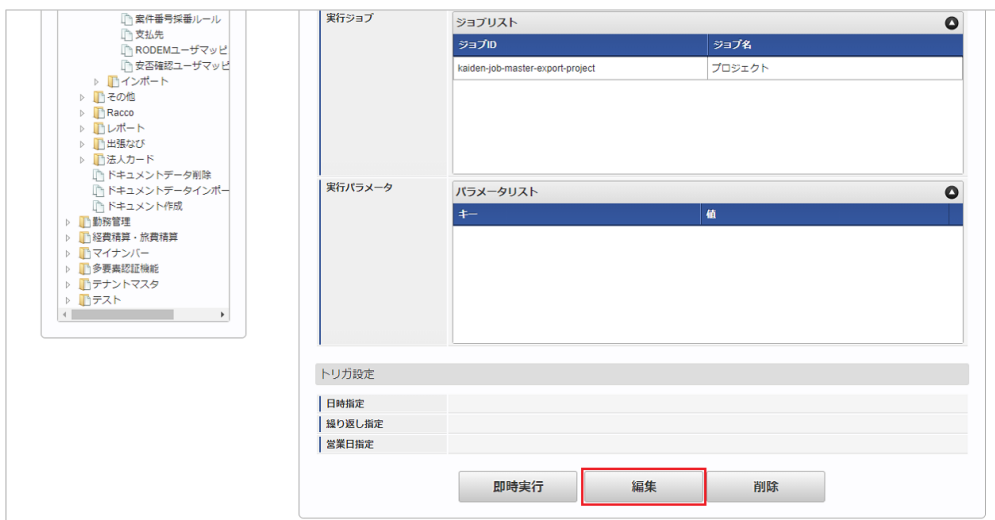 案件番号採番ルール
支払先
RODEMユーザマッピ
安否確認ユーザマッピ
インポート
その他
Racco
レポート
出張なび
法人カード
ドキュメントデータ削除
ドキュメントデータインポー
ドキュメント作成
勤務管理
経費精算・旅費精算
マイナンバー
多要素認証機能
テナントマスタ
テスト
実行ジョブ
ジョブリスト
ジョブID ジョブ名
kaiden-job-master-export-project プロジェクト
実行パラメータ
パラメータリスト
キー 値
トリガ設定
日時指定
繰り返し指定
営業日指定
即時実行 編集 削除